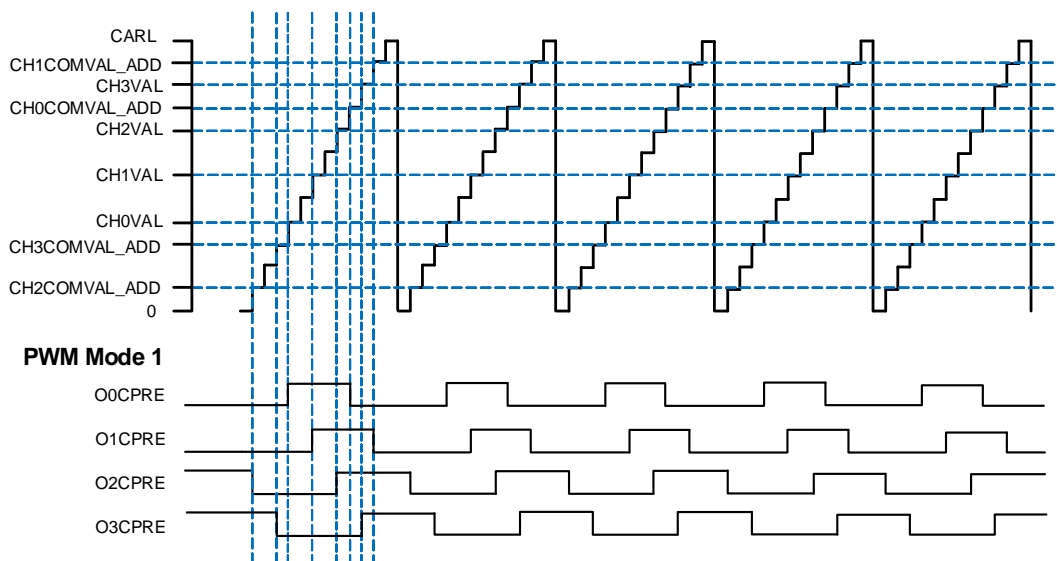 CARL
CH1COMVAL_ADD
CH3VAL
CH0COMVAL_ADD
CH2VAL
CH1VAL
CH0VAL
CH3COMVAL_ADD
CH2COMVAL_ADD
0
PWM Mode 1
O0CPRE
O1CPRE
O2CPRE
O3CPRE